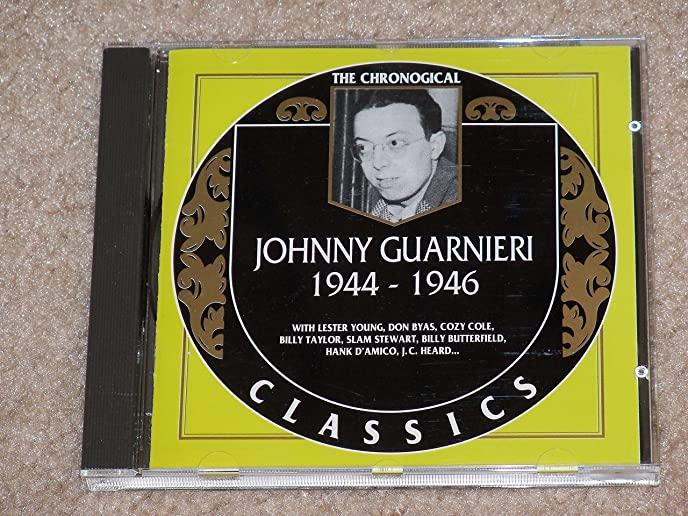 THE CHRONOGICAL
JOHNNY GUARNIERI
1944 - 1946
WITH LESTER YOUNG, DON BYAS, COZY COLE,
BILLY TAYLOR, SLAM STEWART, BILLY BUTTERFIELD,
HANK D'AMICO, J.C. HEARD...
CLASSICS